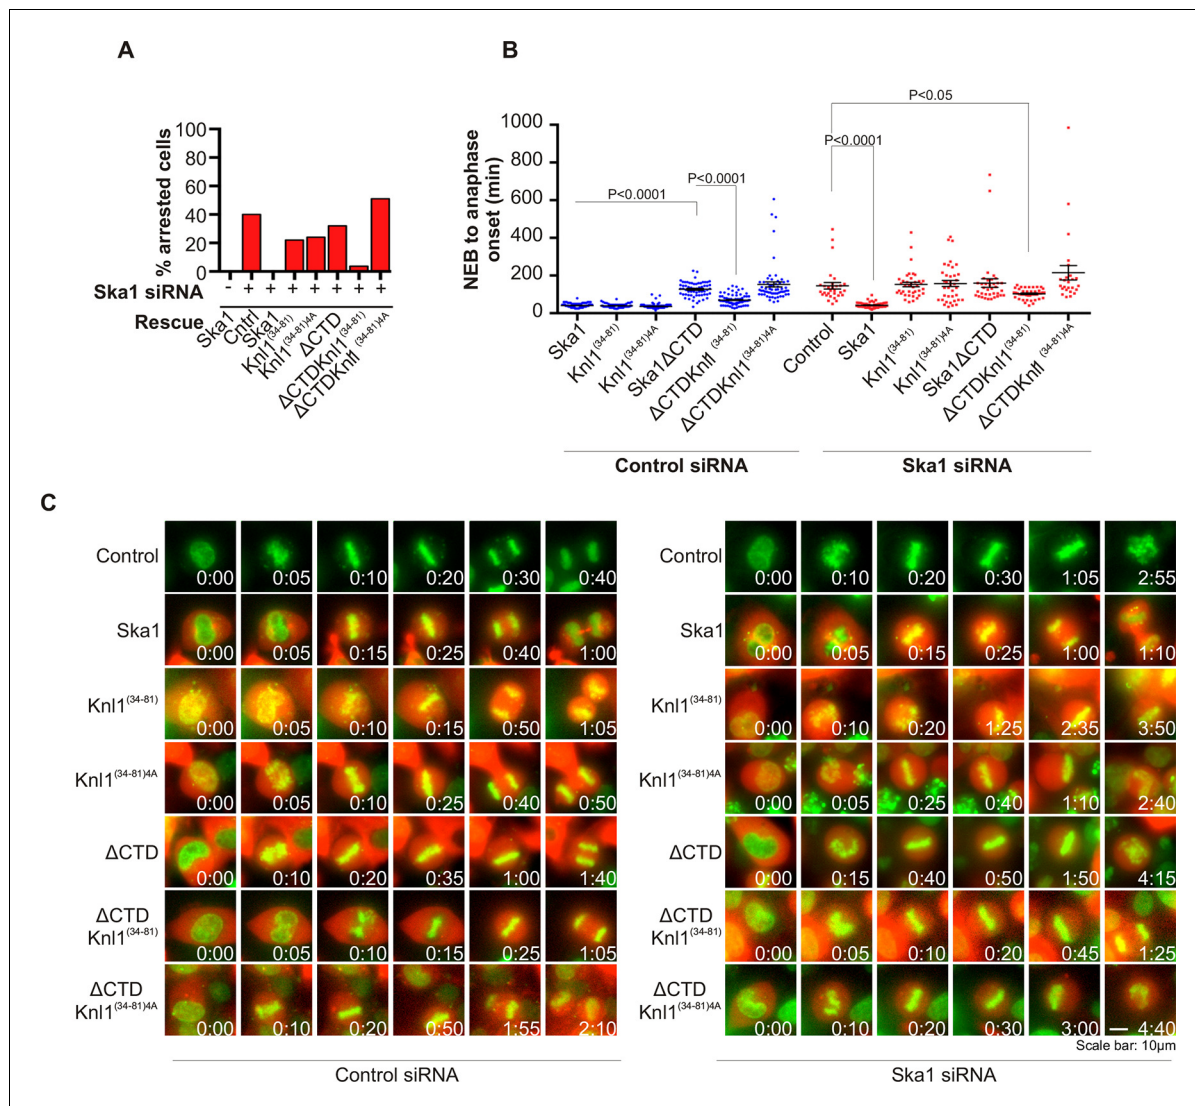 A
B
100
80
60
40
20
0
% arrested cells
Ska1 siRNA
- + + + + + + +
Rescue
Ska1
Cntrl
Ska1
Knl1(34-81)
Knl1(34-81)4A
ΔCTD
ΔCTDKnl1(34-81)
ΔCTDKnlI (34-81)4A
NEB to anaphase
onset (min)
1000
800
600
400
200
0
P<0.0001
P<0.0001
P<0.0001
P<0.05
Ska1
Knl1(34-81)
Knl1(34-81)4A
Ska1ΔCTD
ΔCTDKnlI(34-81)
ΔCTDKnl1(34-81)4A
Control
Ska1
Knl1(34-81)
Knl1(34-81)4A
Ska1ΔCTD
ΔCTDKnl1(34-81)
ΔCTDKnlI (34-81)4A
Control siRNA
Ska1 siRNA
C
Control
0:00 0:05 0:10 0:20 0:30 0:40
Ska1
0:00 0:05 0:15 0:25 0:40 1:00
Knl1(34-81)
0:00 0:05 0:10 0:15 0:50 1:05
Knl1(34-81)4A
0:00 0:05 0:10 0:25 0:40 0:50
ΔCTD
0:00 0:10 0:20 0:35 1:00 1:40
ΔCTD
Knl1(34-81)
0:00 0:05 0:10 0:15 0:25 1:05
ΔCTD
Knl1(34-81)4A
0:00 0:10 0:20 0:50 1:55 2:10
Control siRNA
Control
0:00 0:10 0:20 0:30 1:05 2:55
Ska1
0:00 0:05 0:15 0:25 1:00 1:10
Knl1(34-81)
0:00 0:10 0:20 1:25 2:35 3:50
Knl1(34-81)4A
0:00 0:05 0:25 0:40 1:10 2:40
ΔCTD
0:00 0:15 0:40 0:50 1:50 4:15
ΔCTD
Knl1(34-81)
0:00 0:05 0:10 0:20 0:45 1:25
ΔCTD
Knl1(34-81)4A
0:00 0:10 0:20 0:30 3:00 4:40
Scale bar: 10μm
Ska1 siRNA